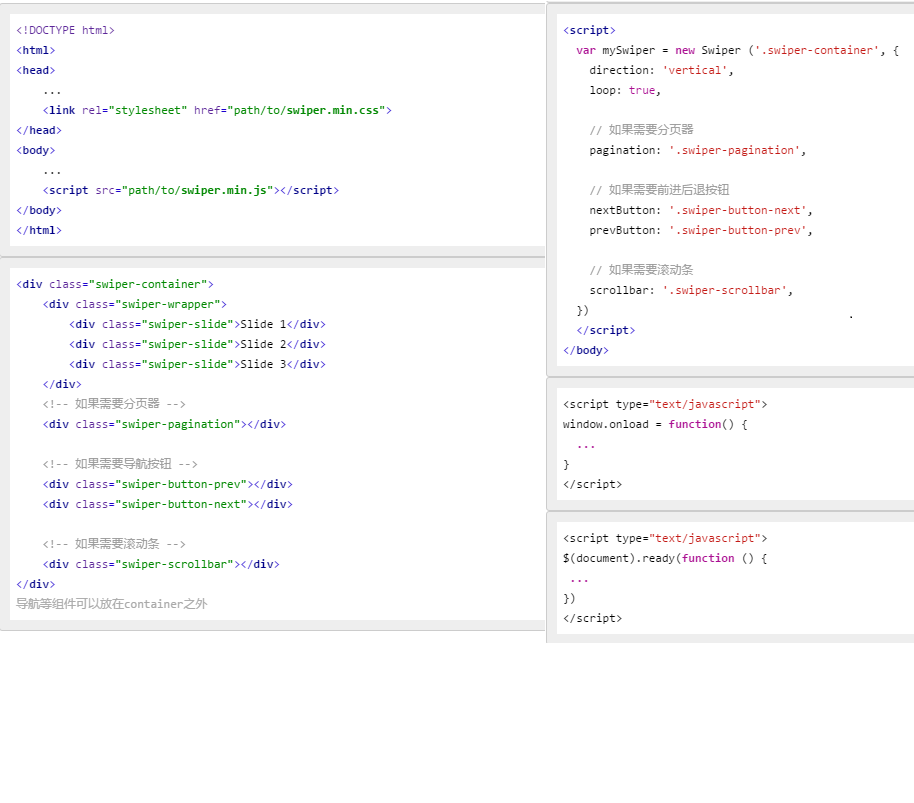 <!DOCTYPE html>
<html>
<head>
...
<link rel="stylesheet" href="path/to/swiper.min.css">
</head>
<body>
...
<script src="path/to/swiper.min.js"></script>
</body>
</html>
<div class="swiper-container">
<div class="swiper-wrapper">
<div class="swiper-slide">Slide 1</div>
<div class="swiper-slide">Slide 2</div>
<div class="swiper-slide">Slide 3</div>
</div>
<!-- 如果需要分页器 -->
<div class="swiper-pagination"></div>
<!-- 如果需要导航按钮 -->
<div class="swiper-button-prev"></div>
<div class="swiper-button-next"></div>
<!-- 如果需要滚动条 -->
<div class="swiper-scrollbar"></div>
</div>
导航等组件可以放在container之外
<script>
var mySwiper = new Swiper ('.swiper-container', {
direction: 'vertical',
loop: true,
// 如果需要分页器
pagination: '.swiper-pagination',
// 如果需要前进后退按钮
nextButton: '.swiper-button-next',
prevButton: '.swiper-button-prev',
// 如果需要滚动条
scrollbar: '.swiper-scrollbar',
})
</script>
</body>
<script type="text/javascript">
window.onload = function() {
...
}
</script>
<script type="text/javascript">
$(document).ready(function () {
...
})
</script>